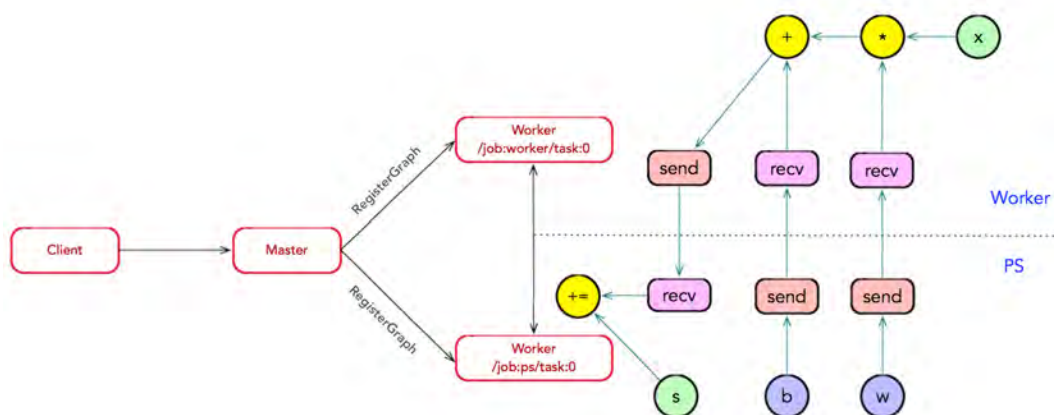 +
*
x
Worker
/job:worker/task:0
RegisterGraph
send
recv
recv
Worker
Client
Master
PS
RegisterGraph
+=
recv
send
send
Worker
/job:ps/task:0
s
b
w